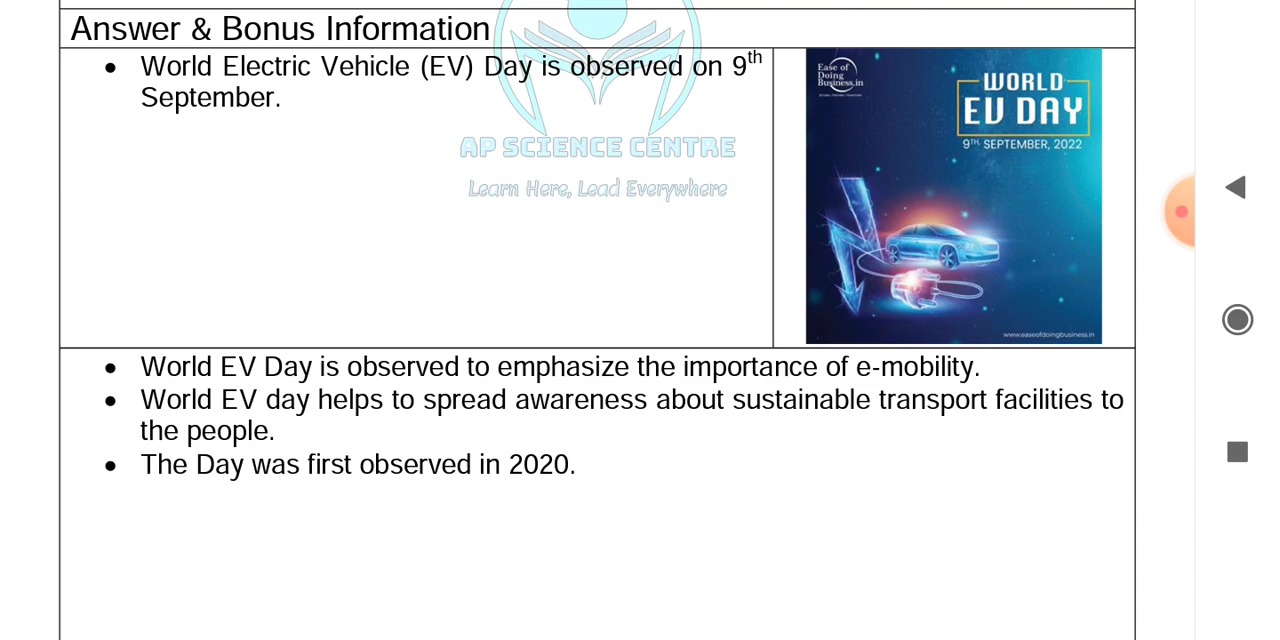 Answer & Bonus Information
• World Electric Vehicle (EV) Day is observed on 9th
September.
AP SCIENCE CENTRE
Learn Here, Lead Everywhere
Ease of
Doing
Business.in
WORLD
EV DAY
9TH SEPTEMBER, 2022
www.easeofdoingbusiness.in
• World EV Day is observed to emphasize the importance of e-mobility.
• World EV day helps to spread awareness about sustainable transport facilities to
the people.
• The Day was first observed in 2020.